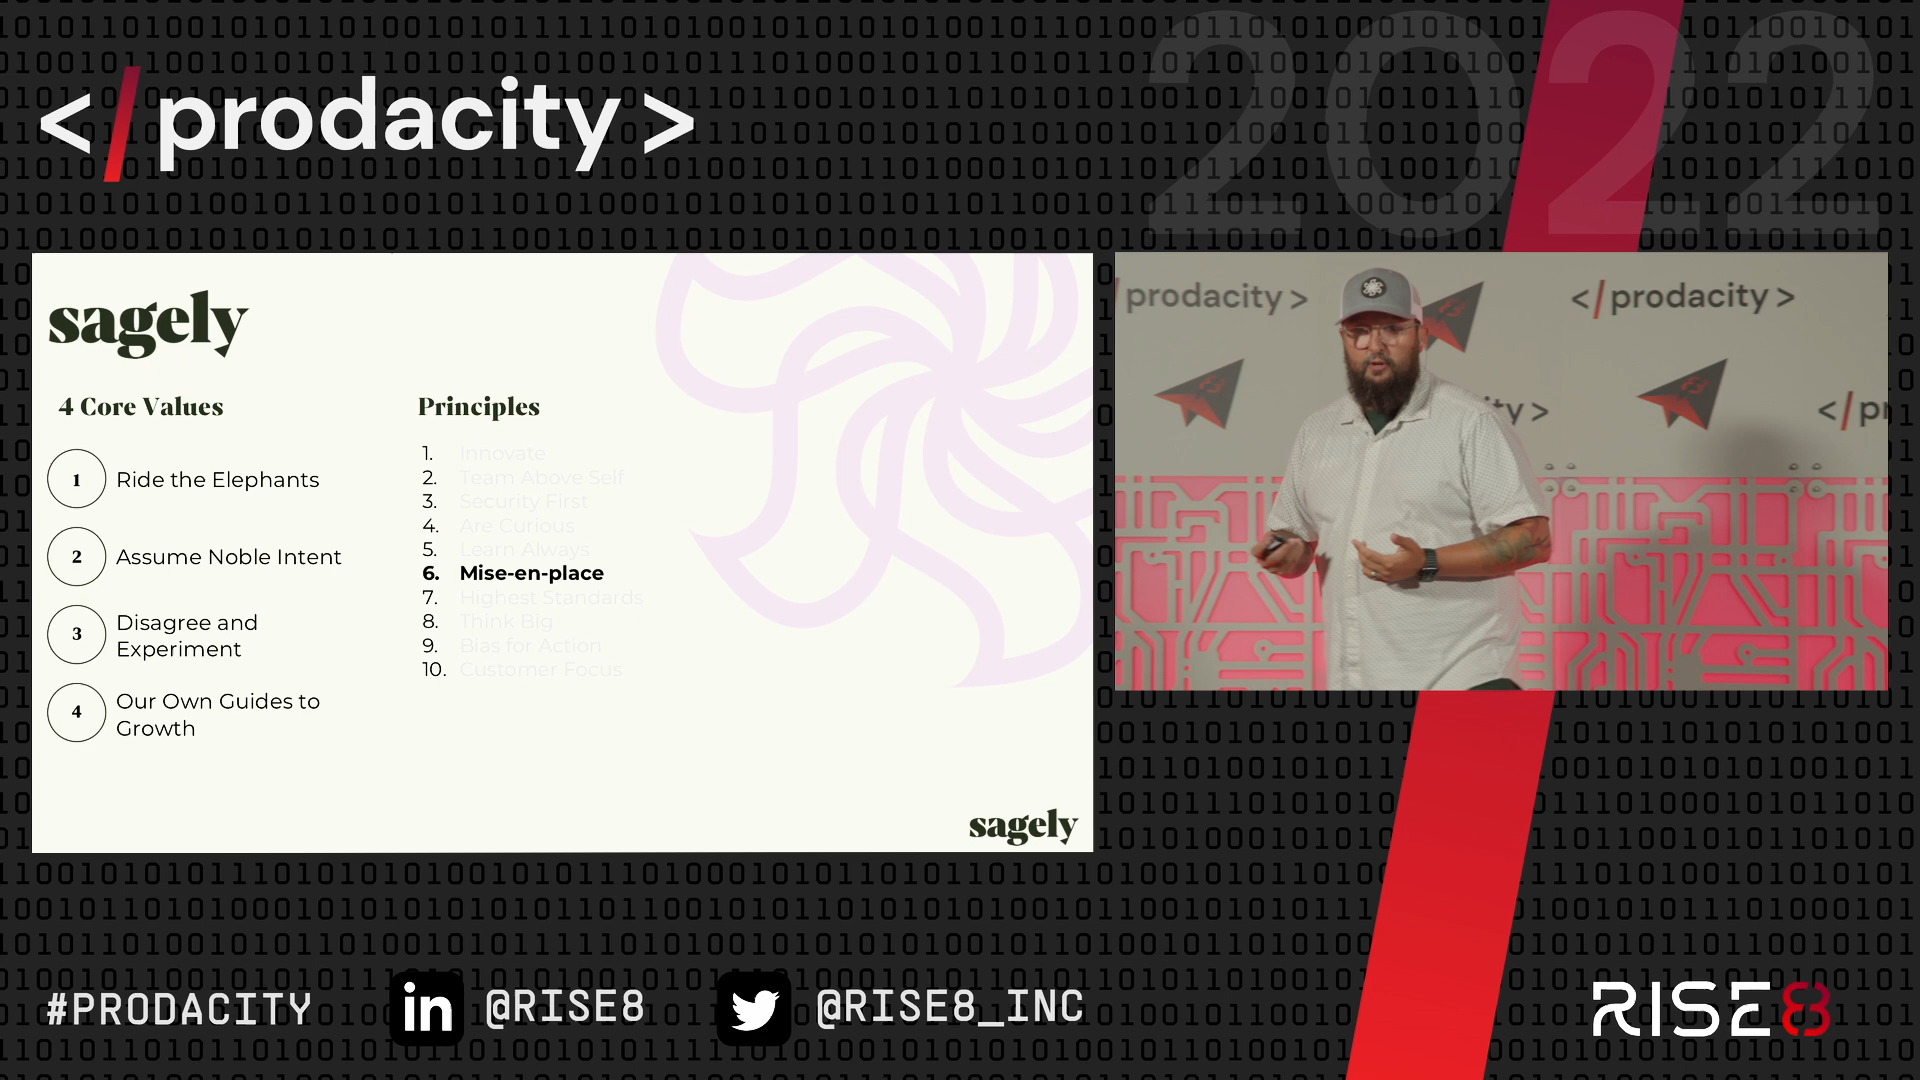 2022
</prodacity>
sagely
4 Core Values
1 Ride the Elephants
2 Assume Noble Intent
3 Disagree and
Experiment
4 Our Own Guides to
Growth
Principles
1. Innovate
2. Team Above Self
3. Security First
4. Are Curious
5. Learn Always
6. Mise-en-place
7. Highest Standards
8. Think Big
9. Bias for Action
10. Customer Focus
sagely
/prodacity>
</prodacity>
ity>
</pr
#PRODACITY
in @RISE8
@RISE8_INC
RISE8